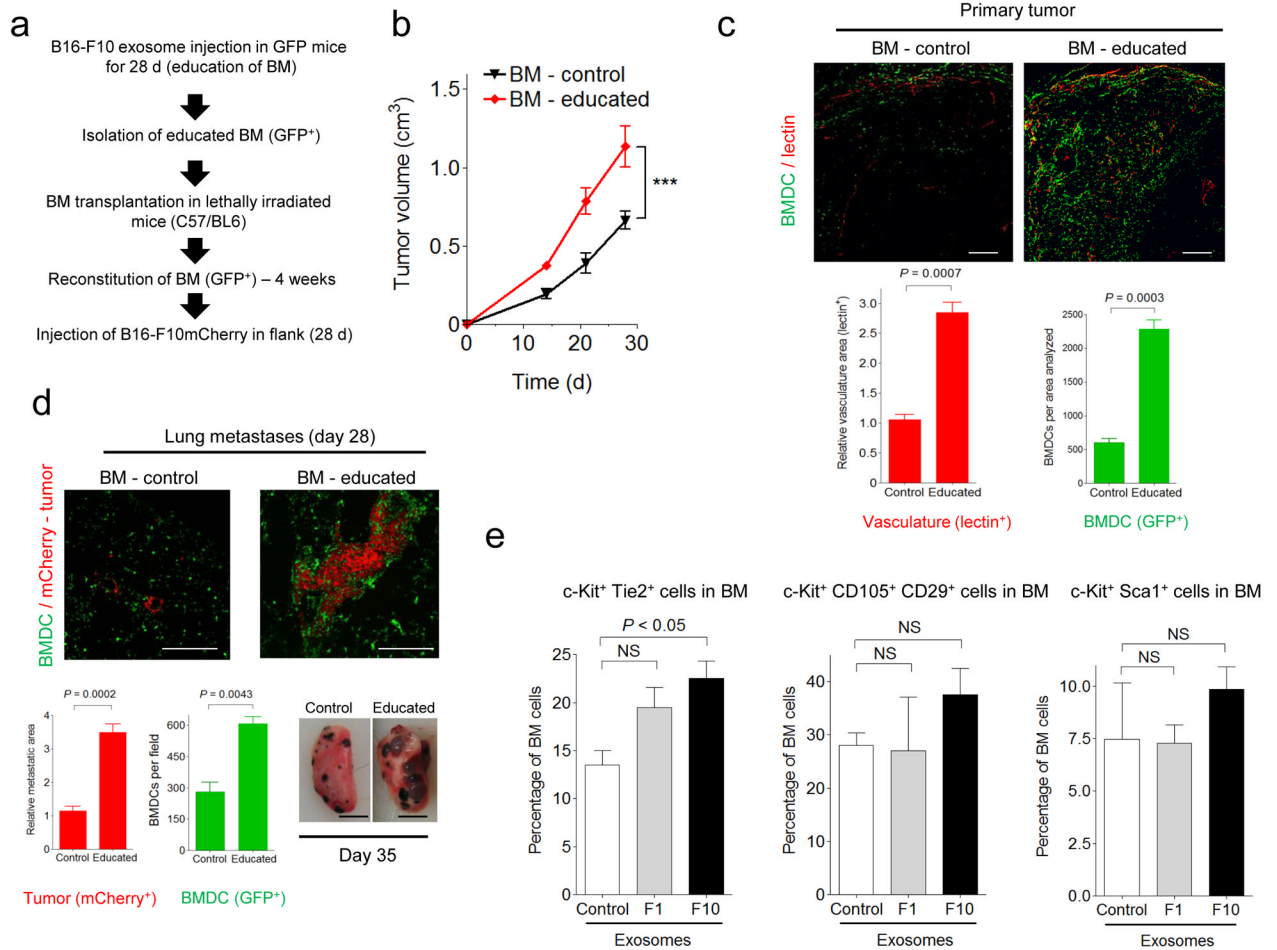 a
B16-F10 exosome injection in GFP mice
for 28 d (education of BM)
Isolation of educated BM (GFP⁺)
BM transplantation in lethally irradiated
mice (C57/BL6)
Reconstitution of BM (GFP⁺) – 4 weeks
Injection of B16-F10mCherry in flank (28 d)
b
BM - control
BM - educated
***
Tumor volume (cm³)
1.5
1.0
0.5
0
0 10 20 30
Time (d)
c
Primary tumor
BM - control
BM - educated
BMDC / lectin
P = 0.0007
Relative vasculature area (lectin⁺)
3.0
2.5
2.0
1.5
1.0
0.5
0
Control Educated
Vasculature (lectin⁺)
P = 0.0003
BMDCs per area analyzed
2500
2000
1500
1000
500
0
Control Educated
BMDC (GFP⁺)
d
Lung metastases (day 28)
BM - control
BM - educated
BMDC / mCherry - tumor
P = 0.0002
Relative metastatic area
4
3
2
1
0
Control Educated
Tumor (mCherry⁺)
P = 0.0043
BMDCs per field
600
450
300
150
0
Control Educated
BMDC (GFP⁺)
Control
Educated
Day 35
e
c-Kit⁺ Tie2⁺ cells in BM
P < 0.05
NS
Percentage of BM cells
25
20
15
10
5
0
Control F1 F10
Exosomes
c-Kit⁺ CD105⁺ CD29⁺ cells in BM
NS
NS
Percentage of BM cells
40
30
20
10
0
Control F1 F10
Exosomes
c-Kit⁺ Sca1⁺ cells in BM
NS
NS
Percentage of BM cells
10.0
7.5
5.0
2.5
0.0
Control F1 F10
Exosomes